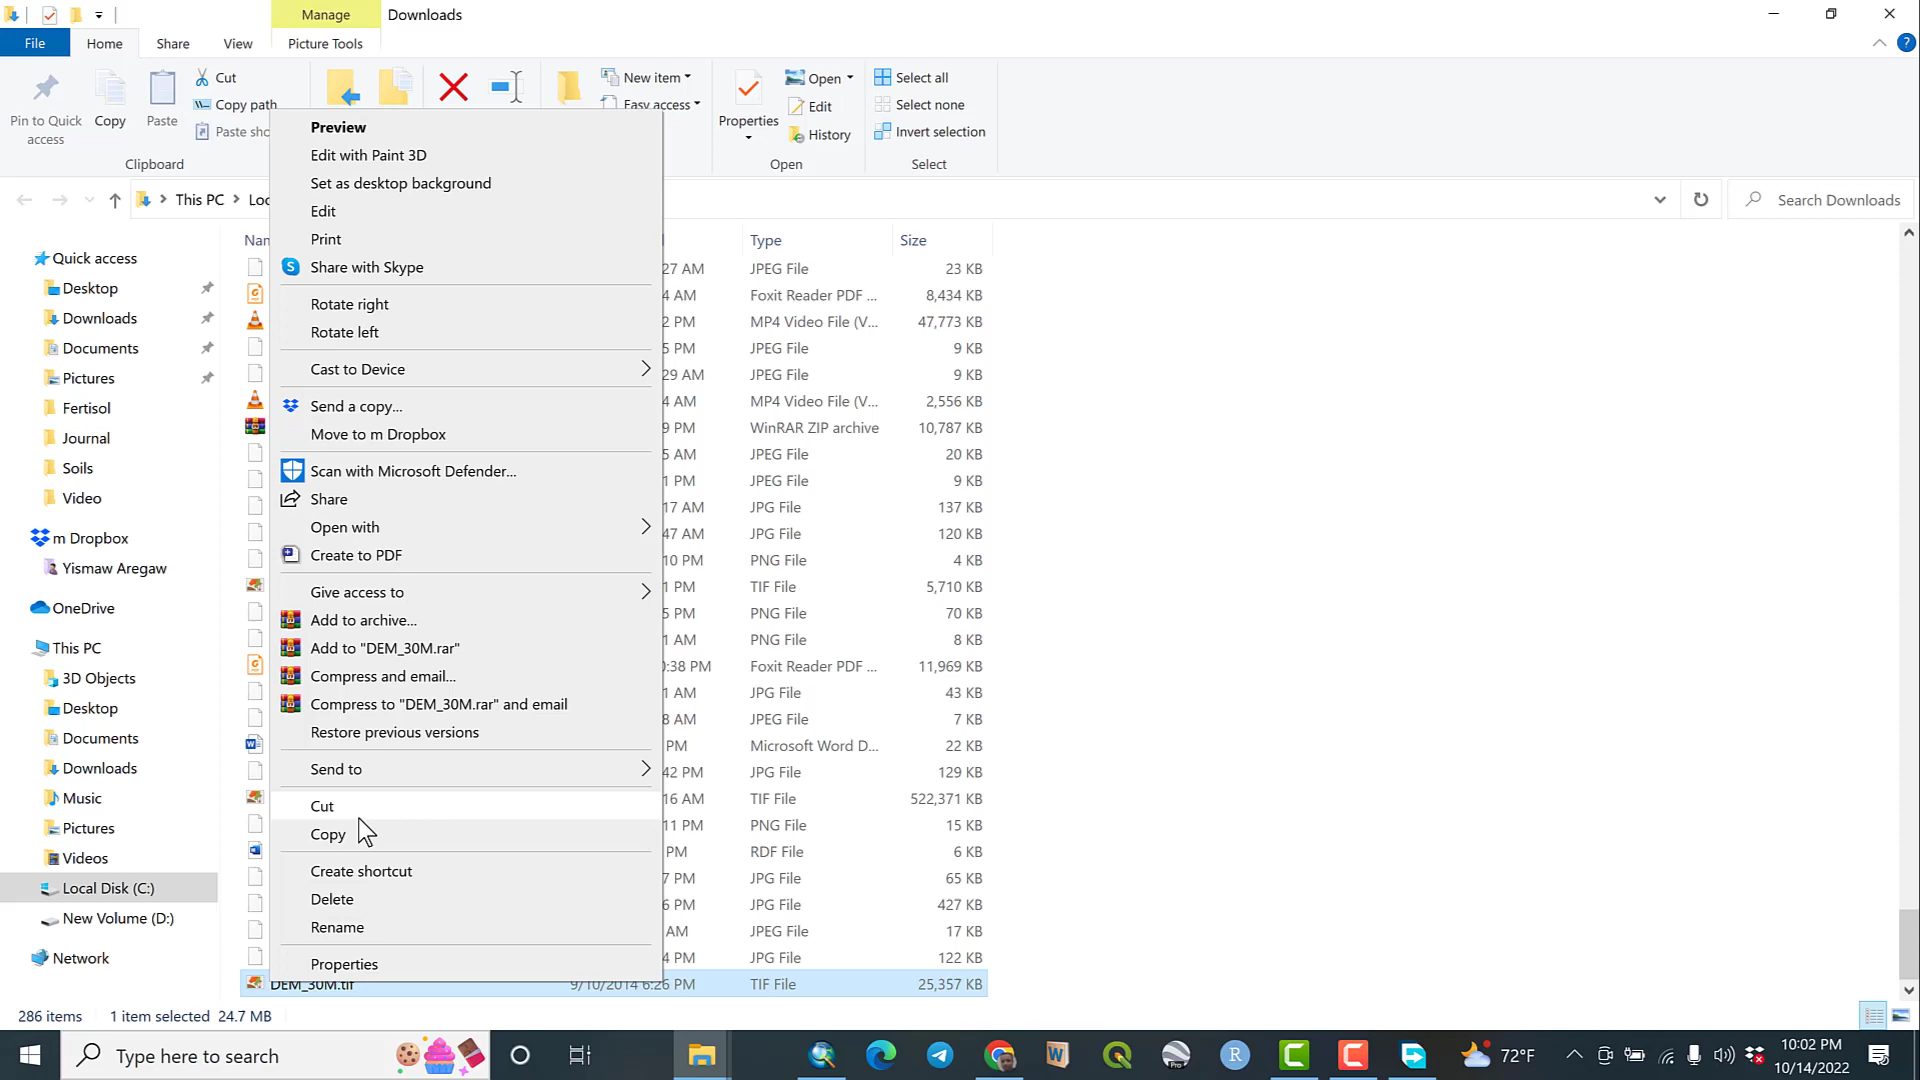 Manage
Downloads
File
Home
Share
View
Picture Tools
Pin to Quick access
Copy
Paste
Cut
Copy path
Paste sho
New item
Easy access
Properties
Open
Edit
History
Select all
Select none
Invert selection
Clipboard
Open
Select
This PC
Loc
Search Downloads
Nan
Type
Size
Quick access
Desktop
Downloads
Documents
Pictures
Fertisol
Journal
Soils
Video
m Dropbox
Yismaw Aregaw
OneDrive
This PC
3D Objects
Desktop
Documents
Downloads
Music
Pictures
Videos
Local Disk (C:)
New Volume (D:)
Network
Preview
Edit with Paint 3D
Set as desktop background
Edit
Print
Share with Skype
Rotate right
Rotate left
Cast to Device
Send a copy...
Move to m Dropbox
Scan with Microsoft Defender...
Share
Open with
Create to PDF
Give access to
Add to archive...
Add to "DEM_30M.rar"
Compress and email...
Compress to "DEM_30M.rar" and email
Restore previous versions
Send to
Cut
Copy
Create shortcut
Delete
Rename
Properties
27 AM JPEG File 23 KB
4 AM Foxit Reader PDF ... 8,434 KB
2 PM MP4 Video File (V... 47,773 KB
5 PM JPEG File 9 KB
29 AM JPEG File 9 KB
4 AM MP4 Video File (V... 2,556 KB
9 PM WinRAR ZIP archive 10,787 KB
5 AM JPEG File 20 KB
1 PM JPEG File 9 KB
17 AM JPG File 137 KB
47 AM JPG File 120 KB
10 PM PNG File 4 KB
1 PM TIF File 5,710 KB
5 PM PNG File 70 KB
1 AM PNG File 8 KB
:38 PM Foxit Reader PDF ... 11,969 KB
1 AM JPG File 43 KB
8 AM JPEG File 7 KB
PM Microsoft Word D... 22 KB
42 PM JPG File 129 KB
16 AM TIF File 522,371 KB
11 PM PNG File 15 KB
PM RDF File 6 KB
7 PM JPG File 65 KB
6 PM JPG File 427 KB
AM JPEG File 17 KB
4 PM JPG File 122 KB
DEM_30M.tif 9/10/2014 6:26 PM TIF File 25,357 KB
286 items 1 item selected 24.7 MB
Type here to search
72°F
10:02 PM
10/14/2022